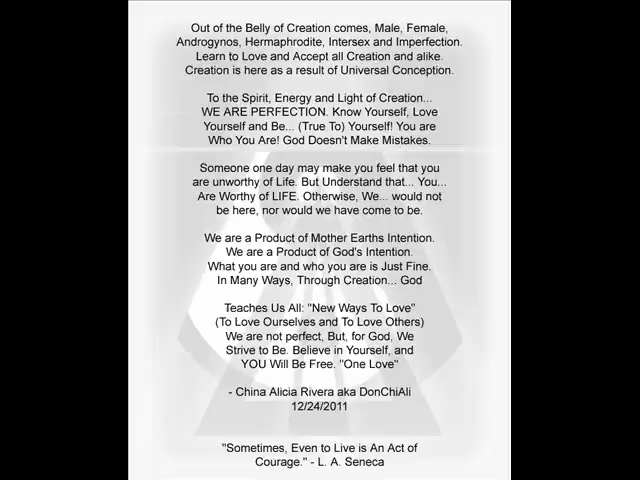 Out of the Belly of Creation comes, Male, Female,
Androgynos, Hermaphrodite, Intersex and Imperfection.
Learn to Love and Accept all Creation and alike.
Creation is here as a result of Universal Conception.
To the Spirit, Energy and Light of Creation...
WE ARE PERFECTION. Know Yourself, Love
Yourself and Be... (True To) Yourself! You are
Who You Are! God Doesn't Make Mistakes.
Someone one day may make you feel that you
are unworthy of Life. But Understand that... You...
Are Worthy of LIFE. Otherwise, We... would not
be here, nor would we have come to be.
We are a Product of Mother Earths Intention.
We are a Product of God's Intention.
What you are and who you are is Just Fine.
In Many Ways, Through Creation... God
Teaches Us All: "New Ways To Love"
(To Love Ourselves and To Love Others)
We are not perfect, But, for God, We
Strive to Be. Believe in Yourself, and
YOU Will Be Free. "One Love"
- China Alicia Rivera aka DonChiAli
12/24/2011
"Sometimes, Even to Live is An Act of
Courage." - L. A. Seneca